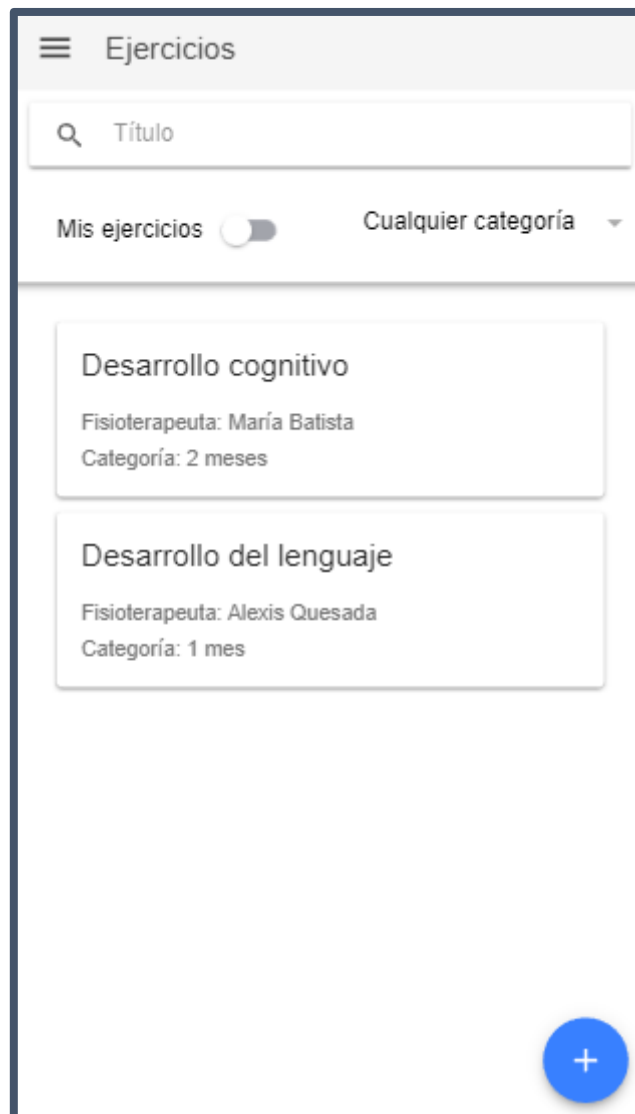 Ejercicios
Título
Mis ejercicios
Cualquier categoría
Desarrollo cognitivo
Fisioterapeuta: María Batista
Categoría: 2 meses
Desarrollo del lenguaje
Fisioterapeuta: Alexis Quesada
Categoría: 1 mes
+